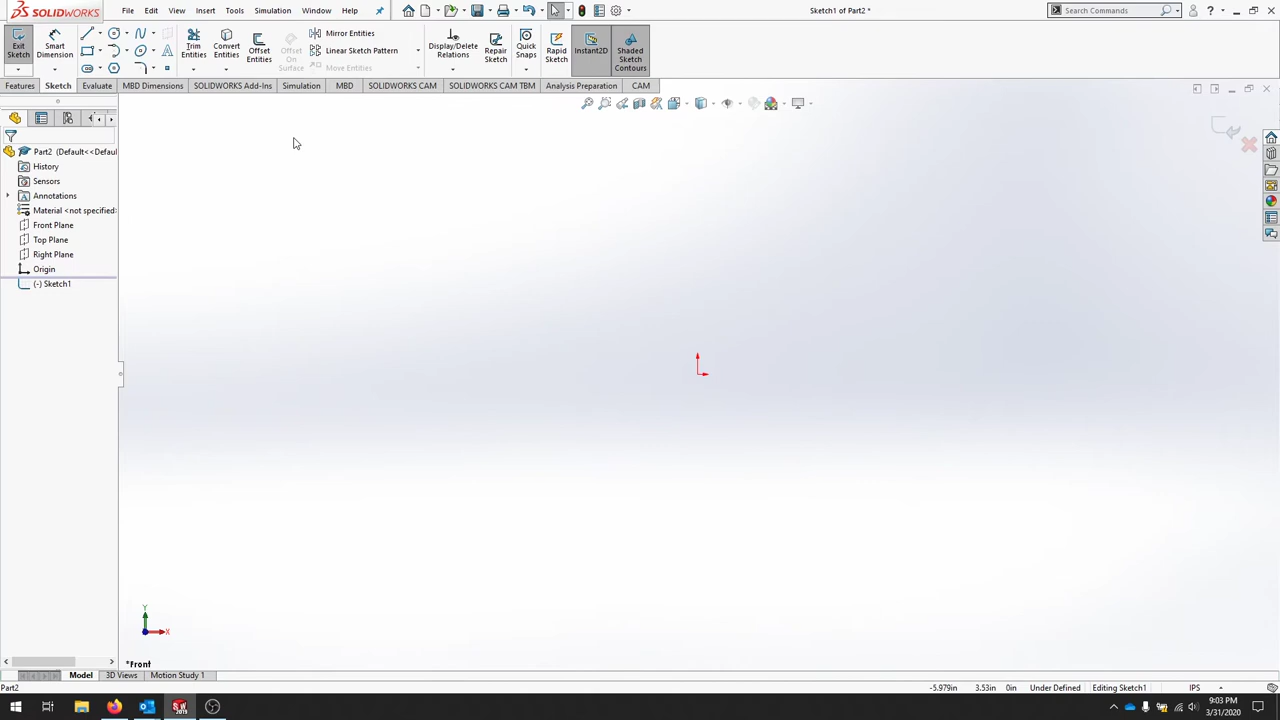 SOLIDWORKS File Edit View Insert Tools Simulation Window Help Sketch1 of Part2 * Search Commands
Exit Sketch Smart Dimension Trim Entities Convert Entities Offset Entities Offset On Surface Mirror Entities Linear Sketch Pattern Move Entities Display/Delete Relations Repair Sketch Quick Snaps Rapid Sketch Instant2D Shaded Sketch Contours
Features Sketch Evaluate MBD Dimensions SOLIDWORKS Add-Ins Simulation MBD SOLIDWORKS CAM SOLIDWORKS CAM TBM Analysis Preparation CAM
Part2 (Default<<Defaul
History
Sensors
Annotations
Material <not specified>
Front Plane
Top Plane
Right Plane
Origin
(-) Sketch1
Y
X
*Front
Model 3D Views Motion Study 1
Part2 -5.979in 3.53in 0in Under Defined Editing Sketch1 IPS
9:03 PM
3/31/2020